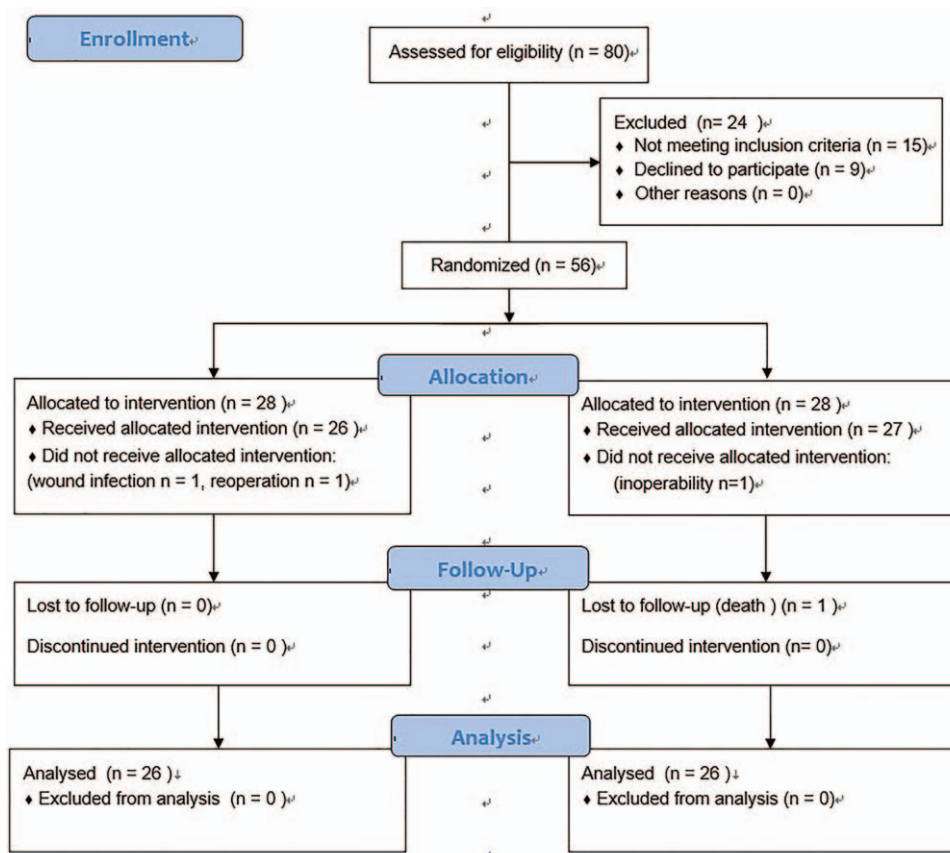 Enrollment
Assessed for eligibility (n = 80)
Excluded (n= 24 )
♦ Not meeting inclusion criteria (n = 15)
♦ Declined to participate (n = 9)
♦ Other reasons (n = 0)
Randomized (n = 56)
Allocation
Allocated to intervention (n = 28 )
♦ Received allocated intervention (n = 26 )
♦ Did not receive allocated intervention:
(wound infection n = 1, reoperation n = 1)
Allocated to intervention (n = 28)
♦ Received allocated intervention (n = 27 )
♦ Did not receive allocated intervention:
(inoperability n=1)
Follow-Up
Lost to follow-up (n = 0)
Discontinued intervention (n = 0 )
Lost to follow-up (death ) (n = 1 )
Discontinued intervention (n= 0)
Analysis
Analysed (n = 26 )
♦ Excluded from analysis (n = 0 )
Analysed (n = 26 )
♦ Excluded from analysis (n = 0)